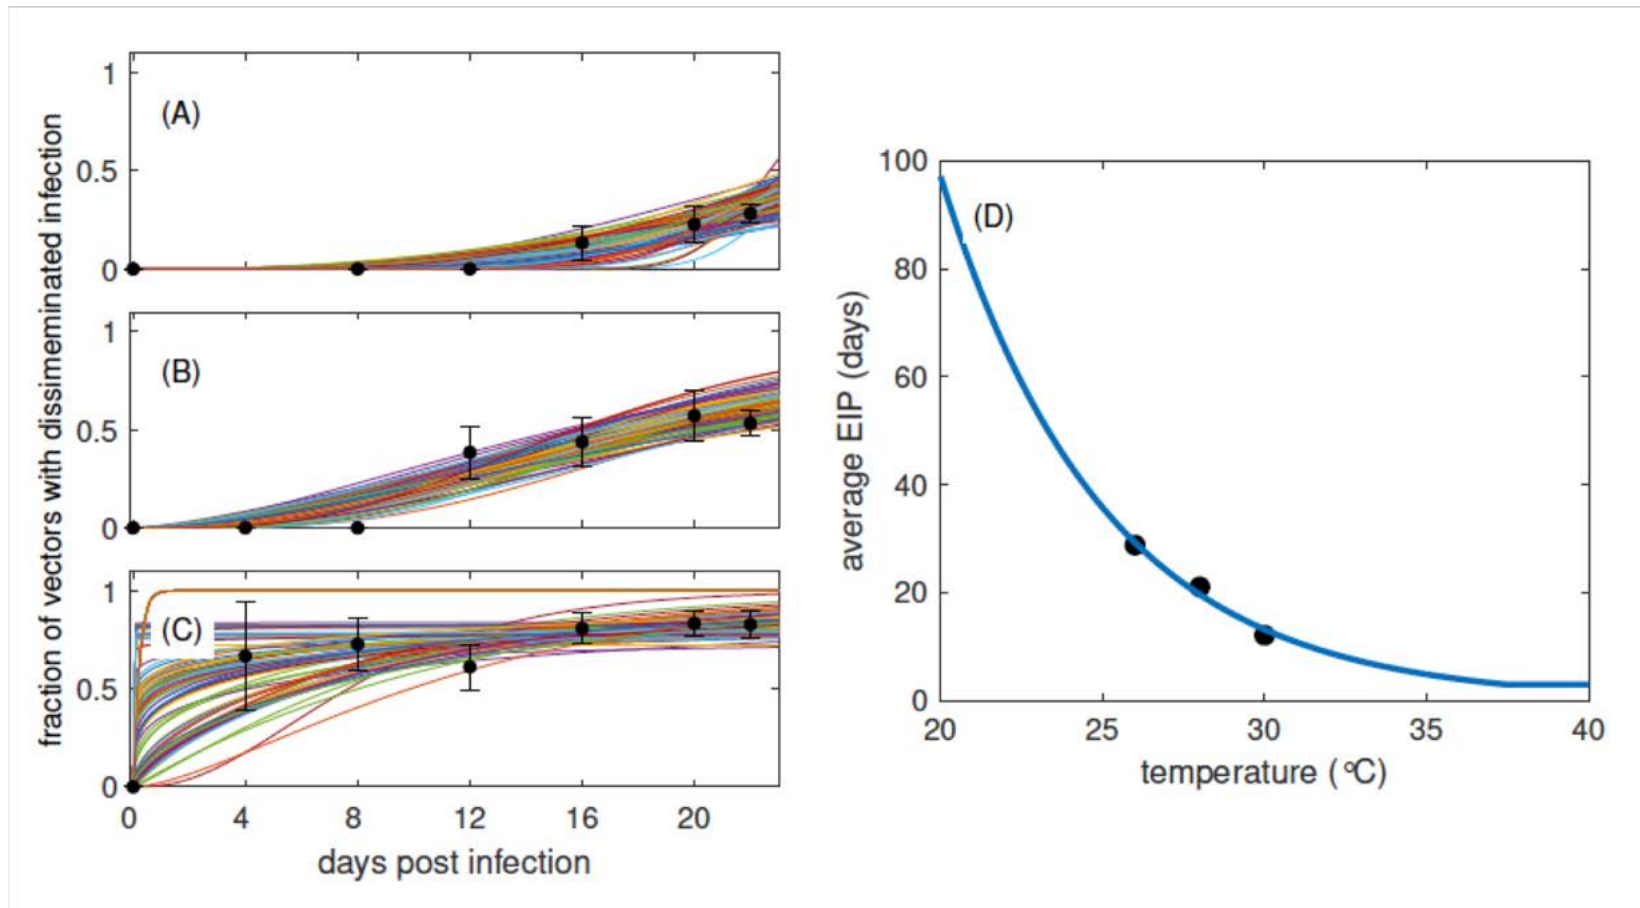 fraction of vectors with dissimeminated infection
1
(A)
0.5
0
1
(B)
0.5
0
1
(C)
0.5
0
0 4 8 12 16 20
days post infection
average EIP (days)
100
(D)
80
60
40
20
0
20 25 30 35 40
temperature (°C)